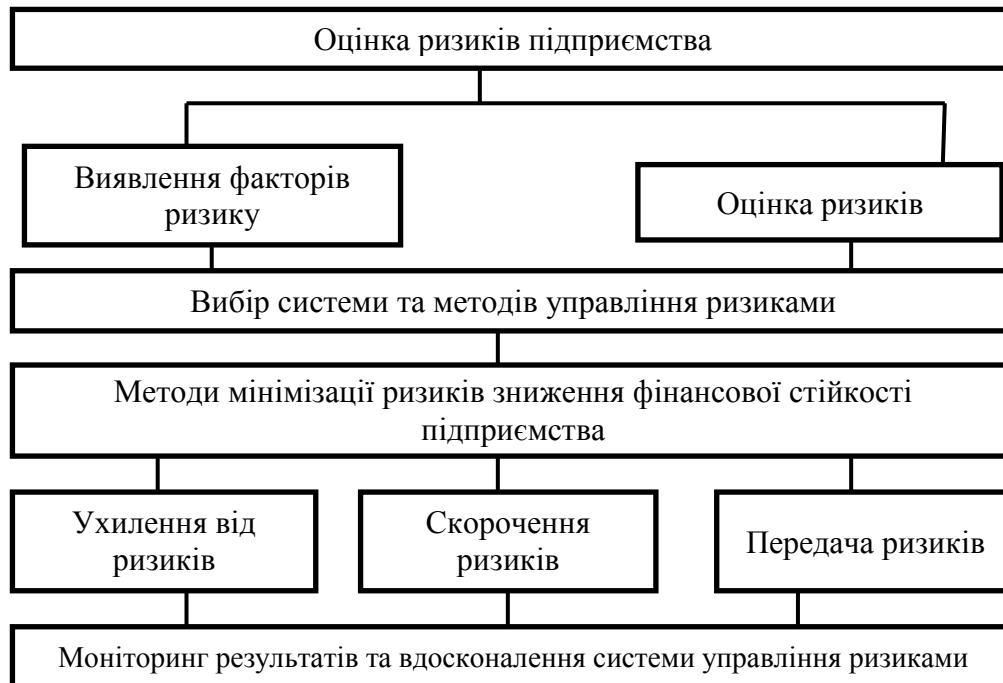 Оцінка ризиків підприємства
Виявлення факторів
ризику
Оцінка ризиків
Вибір системи та методів управління ризиками
Методи мінімізації ризиків зниження фінансової стійкості
підприємства
Ухилення від
ризиків
Скорочення
ризиків
Передача ризиків
Моніторинг результатів та вдосконалення системи управління ризиками